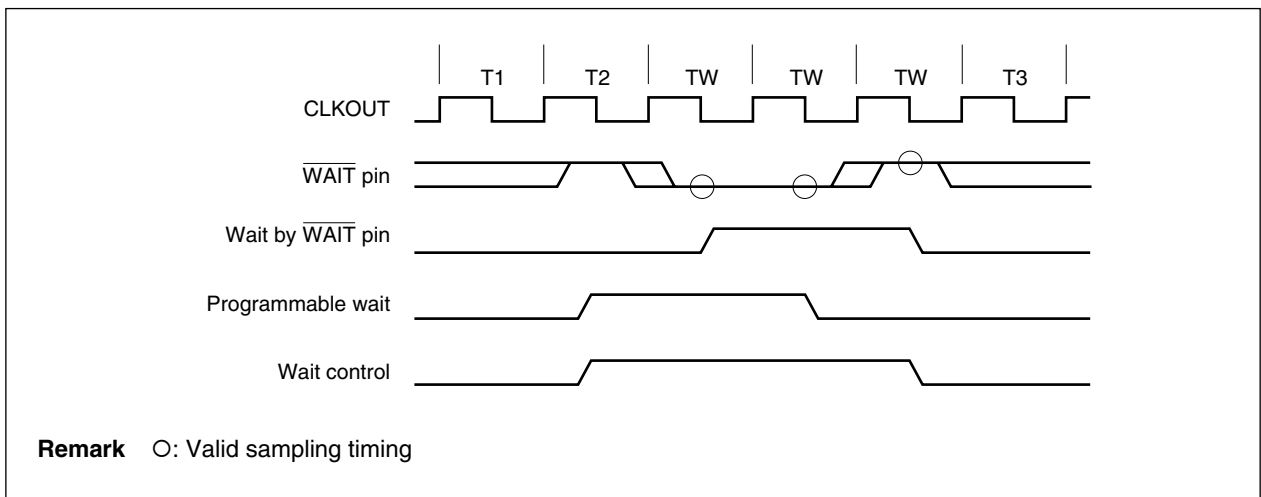 T1 T2 TW TW TW T3
CLKOUT
WAIT pin
Wait by WAIT pin
Programmable wait
Wait control
Remark ○: Valid sampling timing